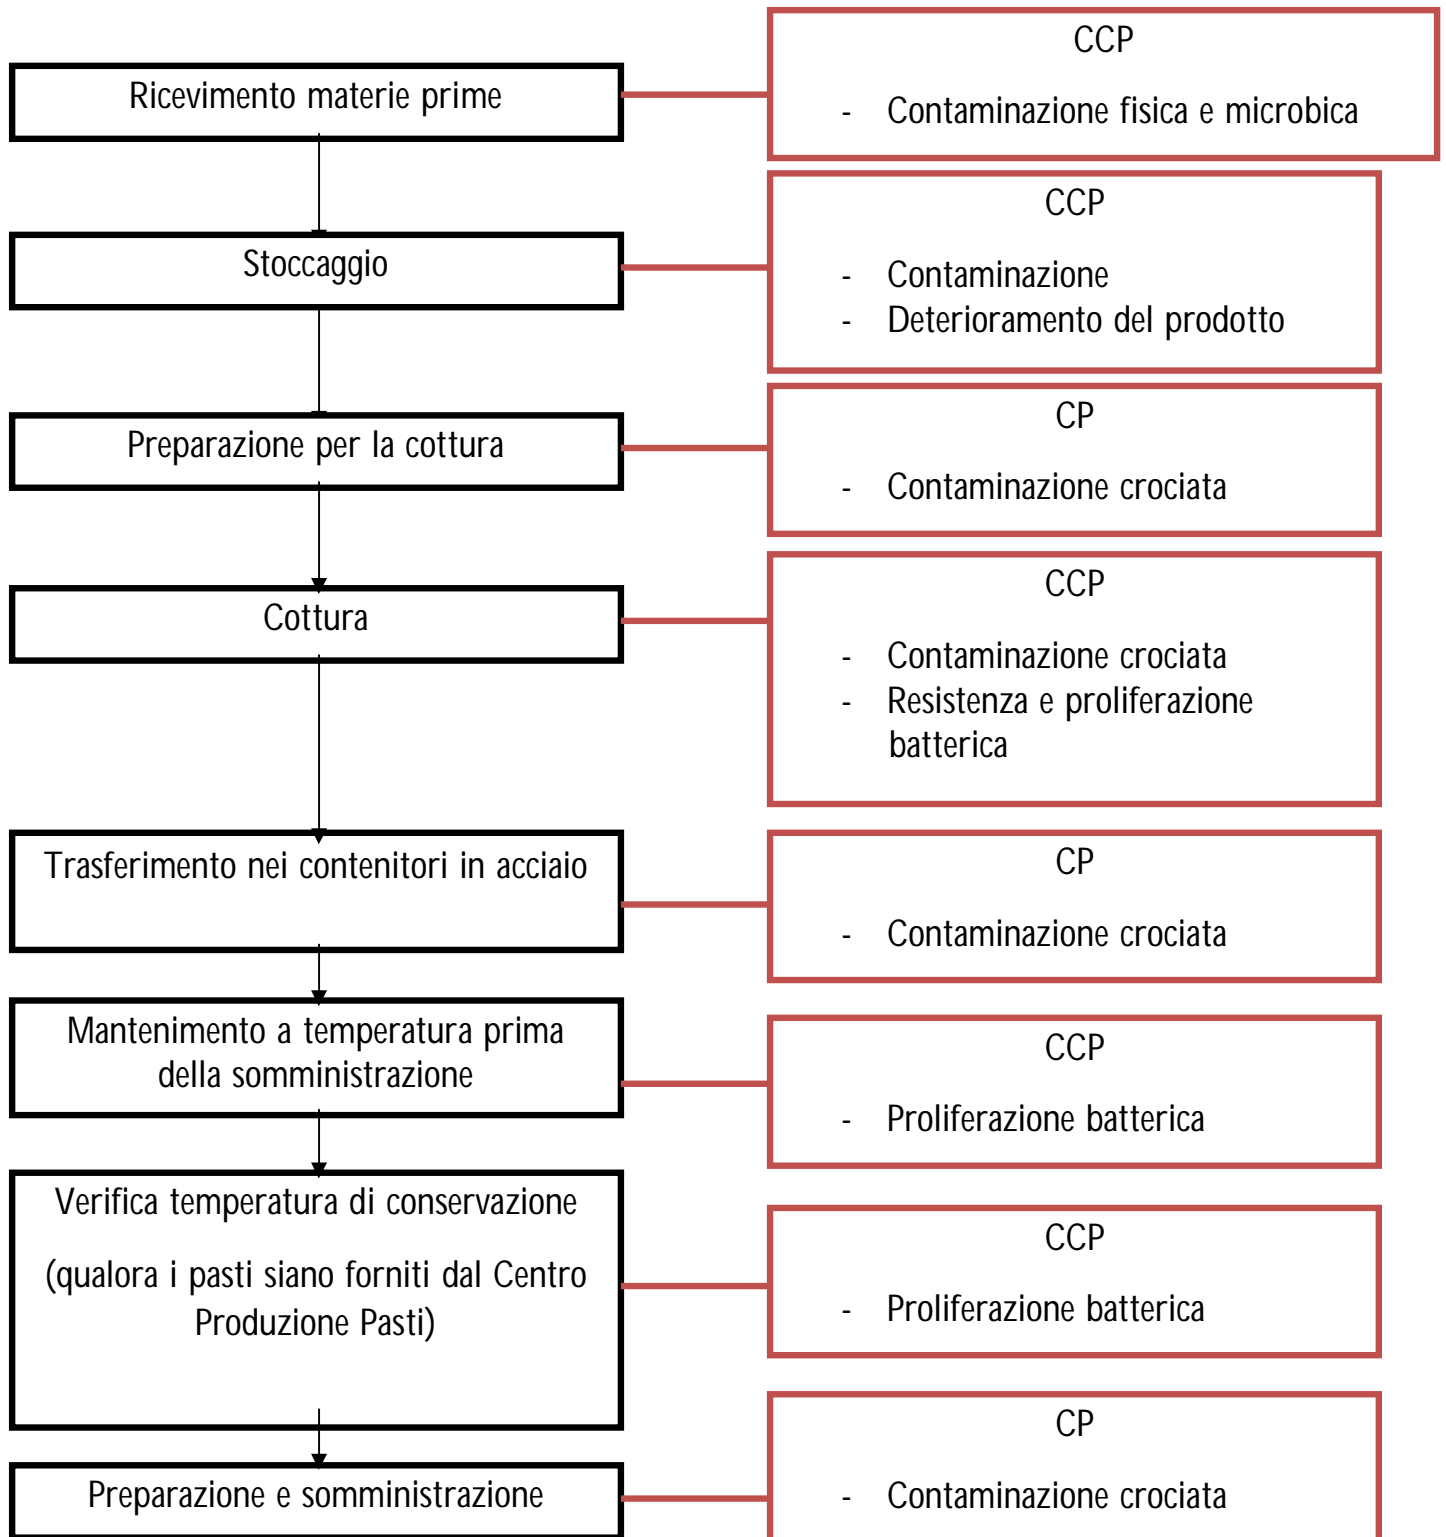 Ricevimento materie prime
CCP
- Contaminazione fisica e microbica
Stoccaggio
CCP
- Contaminazione
- Deterioramento del prodotto
Preparazione per la cottura
CP
- Contaminazione crociata
Cottura
CCP
- Contaminazione crociata
- Resistenza e proliferazione
batterica
Trasferimento nei contenitori in acciaio
CP
- Contaminazione crociata
Mantenimento a temperatura prima
della somministrazione
CCP
- Proliferazione batterica
Verifica temperatura di conservazione
(qualora i pasti siano forniti dal Centro
Produzione Pasti)
CCP
- Proliferazione batterica
Preparazione e somministrazione
CP
- Contaminazione crociata